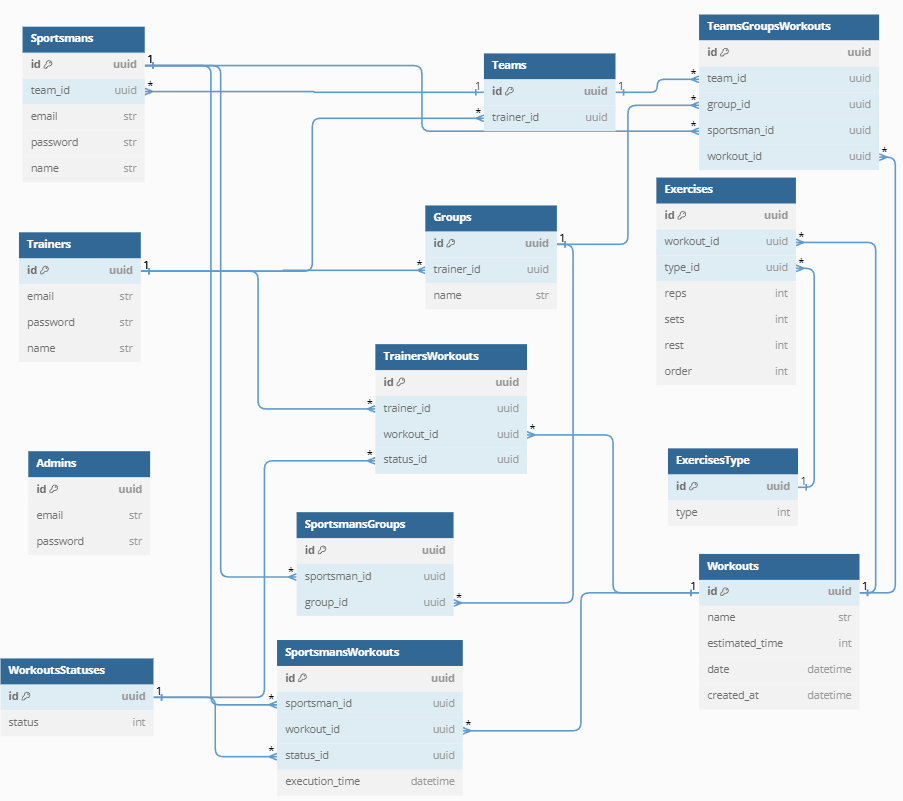 Sportsmans
id uuid
team_id uuid
email str
password str
name str
Trainers
id uuid
email str
password str
name str
Admins
id uuid
email str
password str
WorkoutsStatuses
id uuid
status int
Teams
id uuid
trainer_id uuid
Groups
id uuid
trainer_id uuid
name str
TrainersWorkouts
id uuid
trainer_id uuid
workout_id uuid
status_id uuid
SportsmansGroups
id uuid
sportsman_id uuid
group_id uuid
SportsmansWorkouts
id uuid
sportsman_id uuid
workout_id uuid
status_id uuid
execution_time datetime
TeamsGroupsWorkouts
id uuid
team_id uuid
group_id uuid
sportsman_id uuid
workout_id uuid
Exercises
id uuid
workout_id uuid
type_id uuid
reps int
sets int
rest int
order int
ExercisesType
id uuid
type int
Workouts
id uuid
name str
estimated_time int
date datetime
created_at datetime
1
*
1
*
1
*
*
*
*
*
1
*
1
*
*
*
*
*
1
*
*
*
1
1
*
1
*